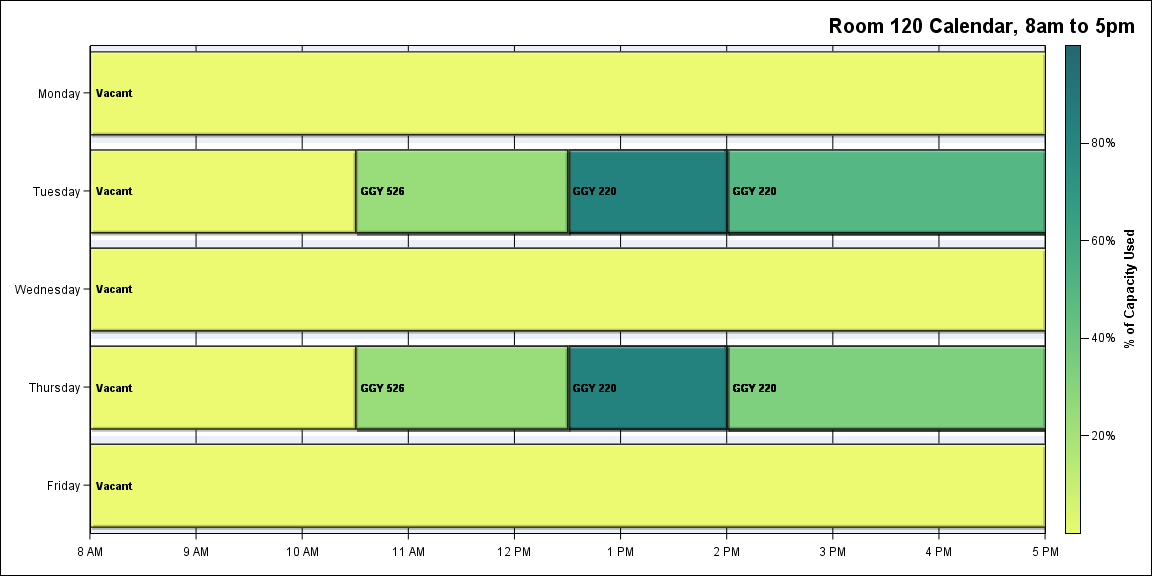 Room 120 Calendar, 8am to 5pm
Monday
Vacant
Tuesday
Vacant
GGY 526
GGY 220
GGY 220
Wednesday
Vacant
Thursday
Vacant
GGY 526
GGY 220
GGY 220
Friday
Vacant
8 AM
9 AM
10 AM
11 AM
12 PM
1 PM
2 PM
3 PM
4 PM
5 PM
80%
60%
40%
20%
% of Capacity Used